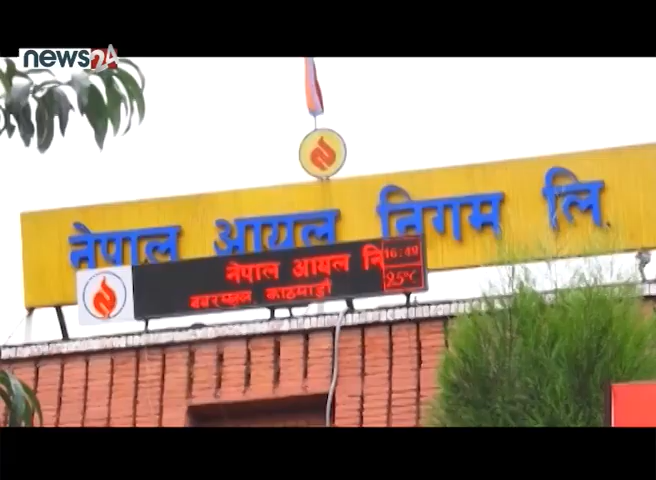 news24
नेपाल आयल निगम लि.
नेपाल आयल नि
16:49
बबरमहल, काठमाडौं
25°C